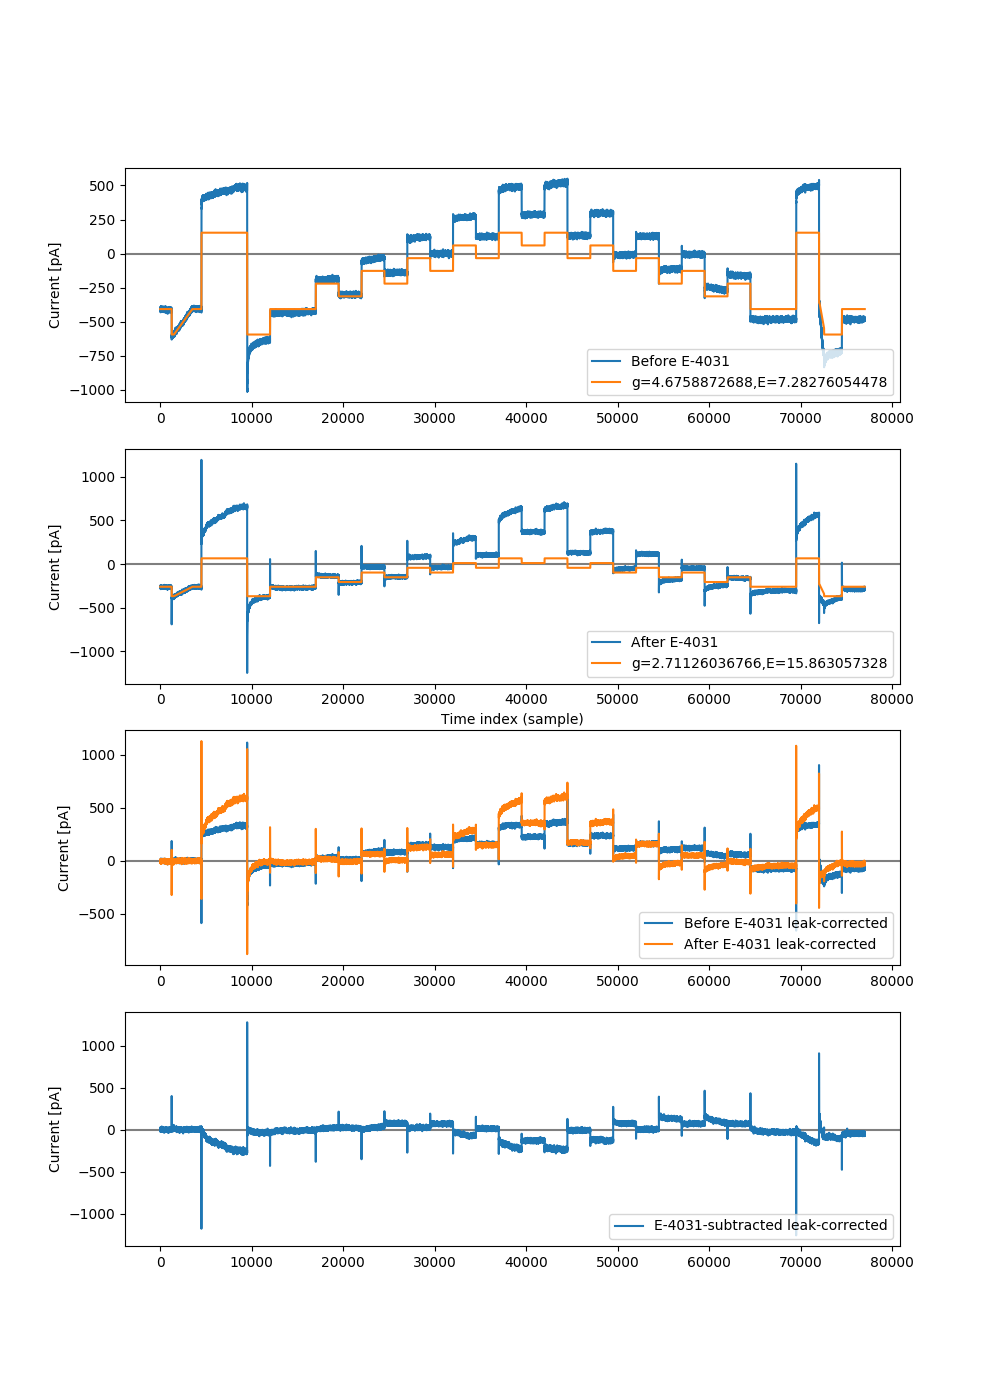 500
250
0
−250
−500
−750
−1000
Current [pA]
Before E-4031
g=4.6758872688,E=7.28276054478
0 10000 20000 30000 40000 50000 60000 70000 80000
1000
500
0
−500
−1000
Current [pA]
After E-4031
g=2.71126036766,E=15.863057328
0 10000 20000 30000 40000 50000 60000 70000 80000
Time index (sample)
1000
500
0
−500
Current [pA]
Before E-4031 leak-corrected
After E-4031 leak-corrected
0 10000 20000 30000 40000 50000 60000 70000 80000
1000
500
0
−500
−1000
Current [pA]
E-4031-subtracted leak-corrected
0 10000 20000 30000 40000 50000 60000 70000 80000